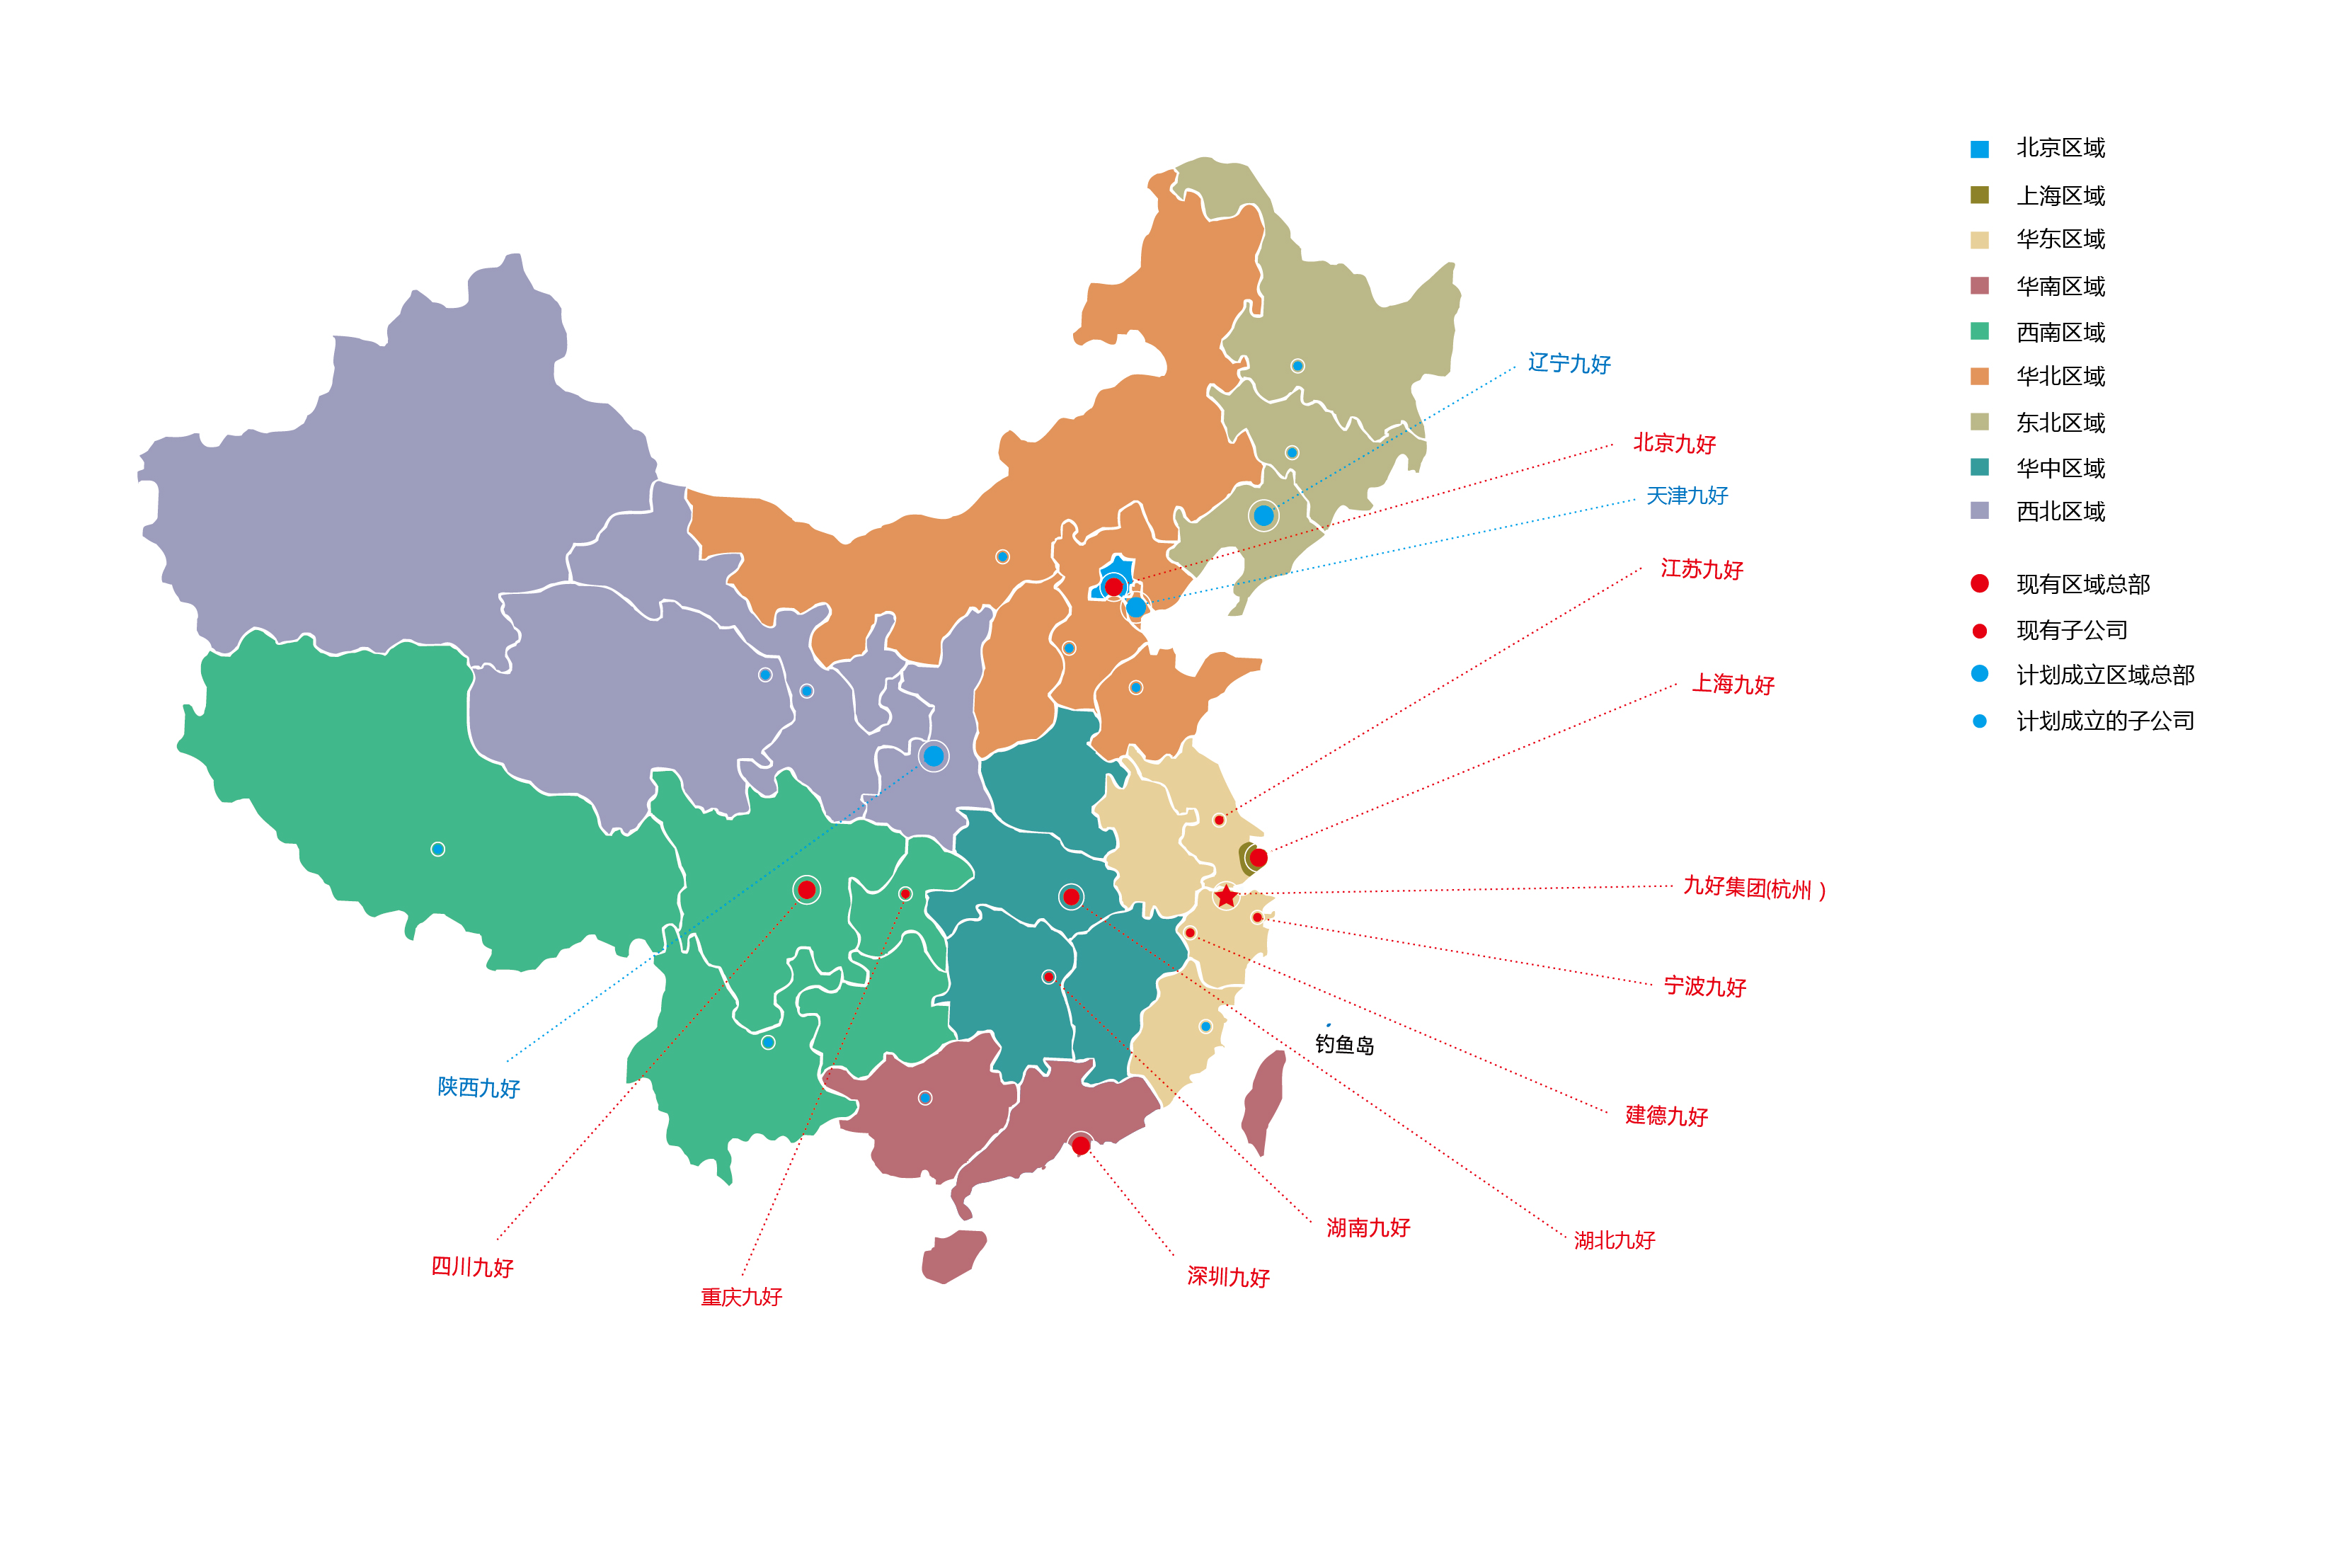 北京区域
上海区域
华东区域
华南区域
西南区域
华北区域
东北区域
华中区域
西北区域
现有区域总部
现有子公司
计划成立区域总部
计划成立的子公司
辽宁九好
北京九好
天津九好
江苏九好
上海九好
九好集团(杭州 )
宁波九好
钓鱼岛
陕西九好
建德九好
湖南九好
湖北九好
四川九好
深圳九好
重庆九好